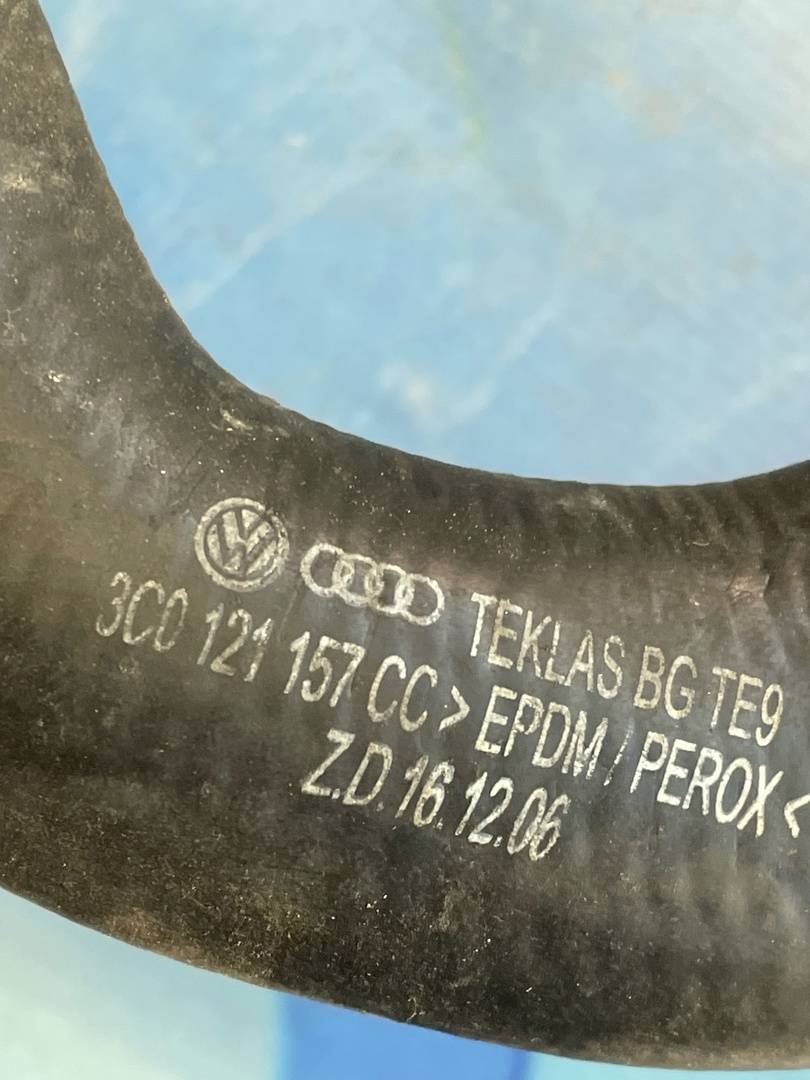 TEKLAS BG TE9
3C0 121 157 CC > EPDM / PEROX <
Z.D. 16.12.06